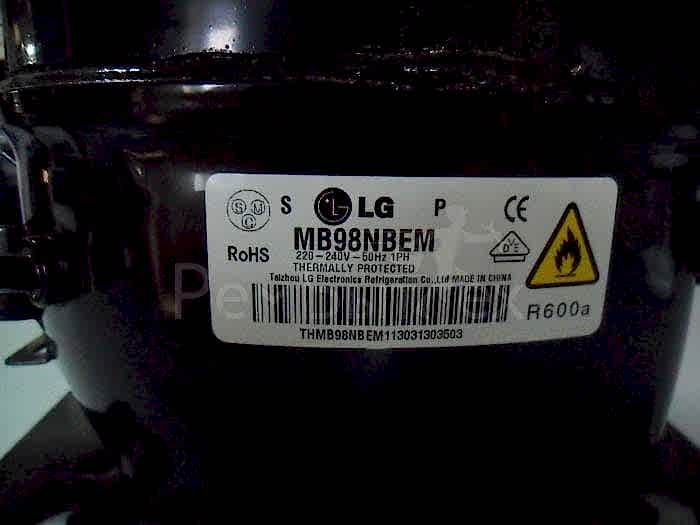 S M C S LG P CE
MB98NBEM
RoHS 220-240V~50Hz 1PH DVE
THERMALLY PROTECTED
Taizhou LG Electronics Refrigeration Co.,Ltd MADE IN CHINA
R600a
THMB98NBEM113031303503